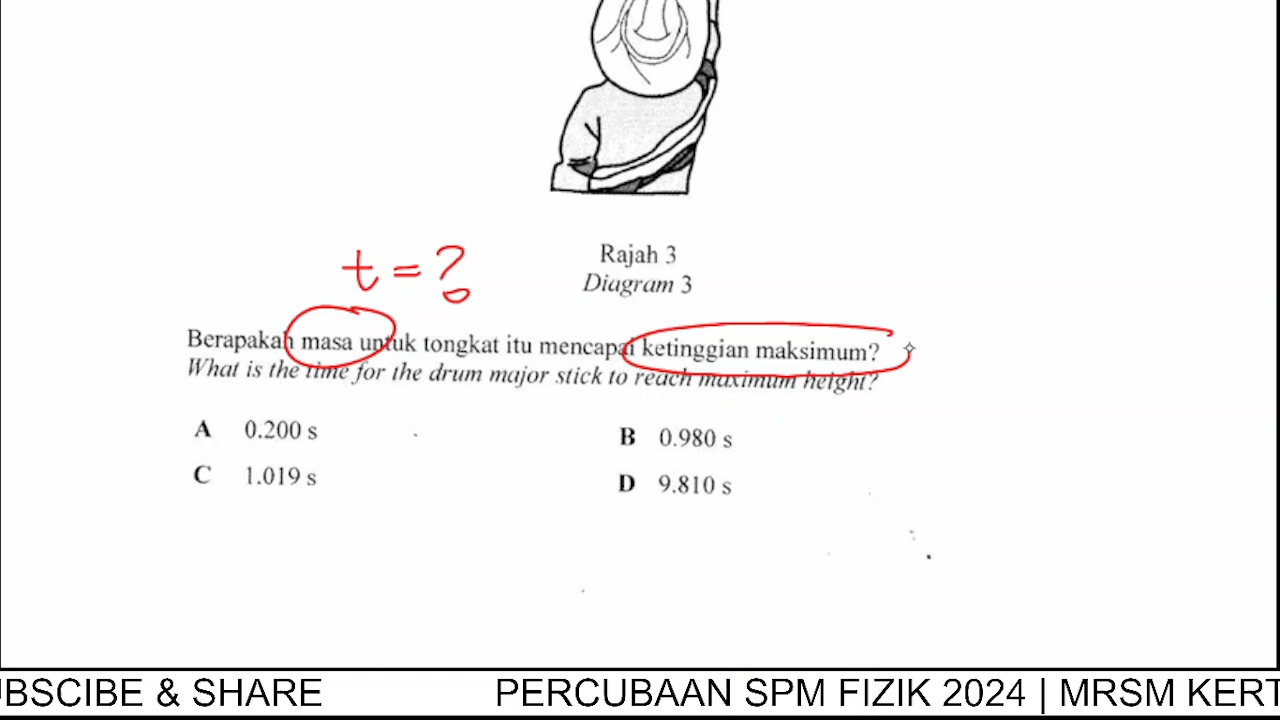 Rajah 3
Diagram 3
t = ?
Berapakah masa untuk tongkat itu mencapai ketinggian maksimum?
What is the time for the drum major stick to reach maximum height?
A 0.200 s B 0.980 s
C 1.019 s D 9.810 s
UBSCIBE & SHARE PERCUBAAN SPM FIZIK 2024 | MRSM KERT